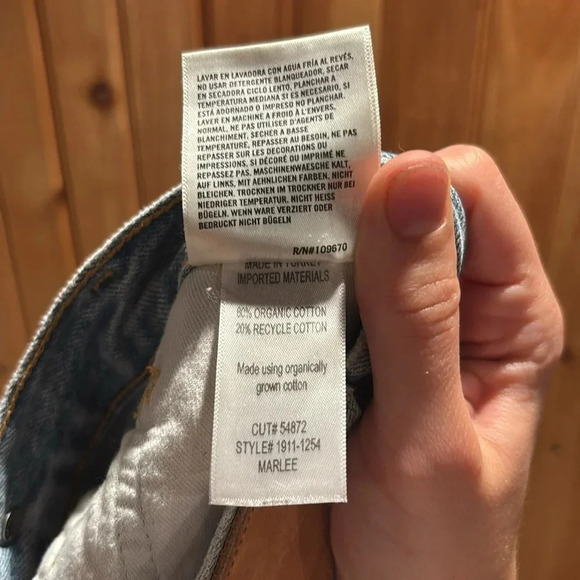 LAVAR EN LAVADORA CON AGUA FRÍA AL REVÉS,
NO USAR DETERGENTE BLANQUEADOR, SECAR
EN SECADORA CICLO LENTO, PLANCHAR A
TEMPERATURA MEDIANA SI ES NECESARIO, SI
ESTÁ ADORNADO O IMPRESO NO PLANCHAR.
LAVER EN MACHINE A FROID À L'ENVERS,
NORMAL, NE PAS UTILISER D'AGENTS DE
BLANCHIMENT, SECHER A BASSE
TEMPERATURE, REPASSER AU BESOIN, NE PAS
REPASSER SUR LES DECORATIONS OU
IMPRESSIONS, SI DÉCORÉ OU IMPRIMÉ NE
REPASSEZ PAS. MASCHINENWASCHE KALT,
AUF LINKS, MIT AEHNLICHEN FARBEN. NICHT
BLEICHEN. TROCKNEN IM TROCKNER NUR BEI
NIEDRIGER TEMPERATUR. NICHT HEISS
BÜGELN. WENN WARE VERZIERT ODER
BEDRUCKT NICHT BÜGELN
R/N#109670
MADE IN TURKEY
IMPORTED MATERIALS
80% ORGANIC COTTON
20% RECYCLE COTTON
Made using organically
grown cotton
CUT# 54872
STYLE# 1911-1254
MARLEE